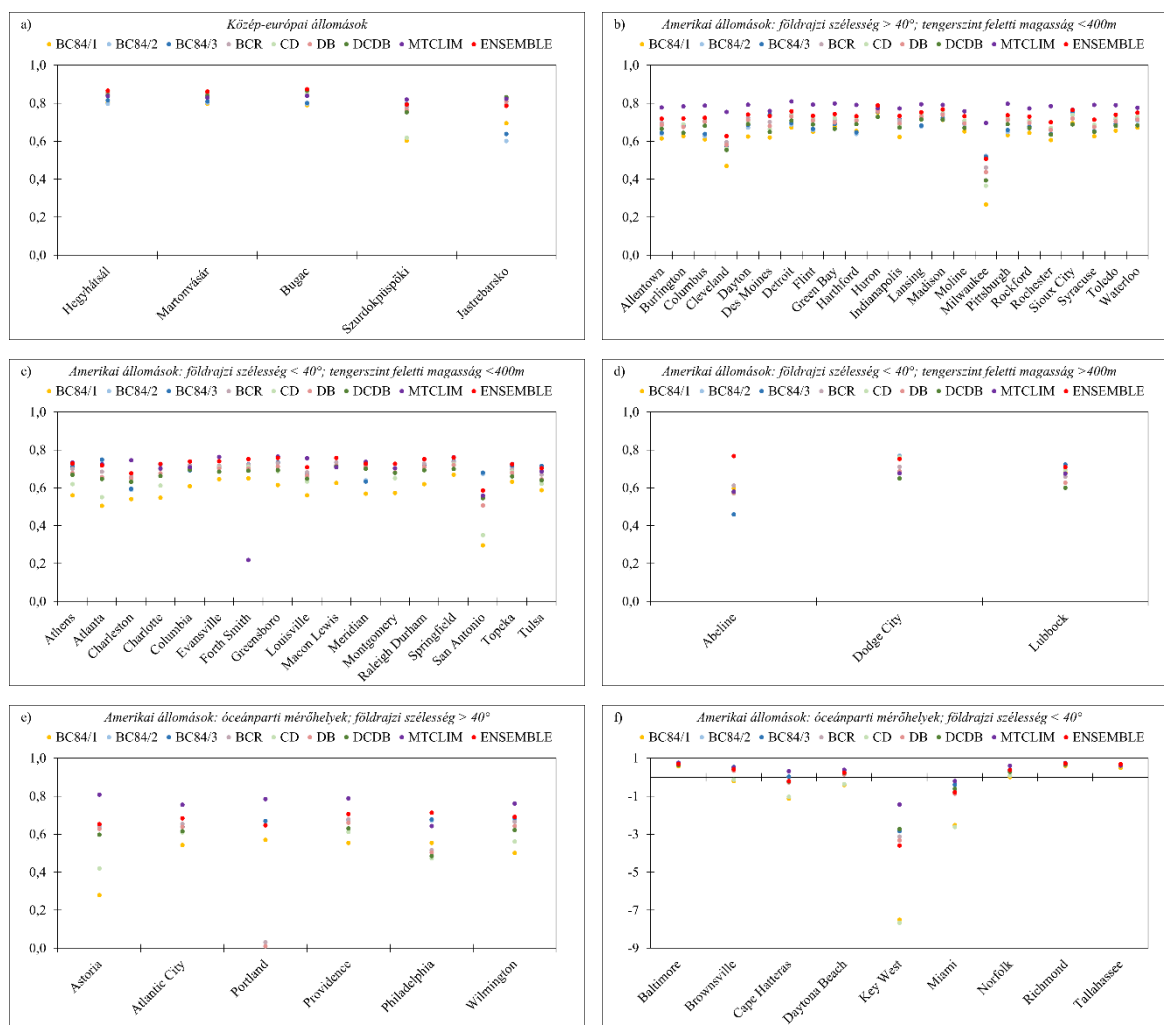 a) Közép-európai állomások
BC84/1 BC84/2 BC84/3 BCR CD DB DCDB MTCLIM ENSEMBLE
1,0
0,8
0,6
0,4
0,2
0,0
Hegyhátsál
Martonvásár
Bugac
Szurdokpüspöki
Jastrebarsko
b) Amerikai állomások: földrajzi szélesség > 40°; tengerszint feletti magasság <400m
BC84/1 BC84/2 BC84/3 BCR CD DB DCDB MTCLIM ENSEMBLE
1,0
0,8
0,6
0,4
0,2
0,0
Allentown
Burlington
Columbus
Cleveland
Dayton
Des Moines
Detroit
Flint
Green Bay
Harthford
Huron
Indianapolis
Lansing
Madison
Moline
Milwaukee
Pittsburgh
Rockford
Rochester
Sioux City
Syracuse
Toledo
Waterloo
c) Amerikai állomások: földrajzi szélesség < 40°; tengerszint feletti magasság <400m
BC84/1 BC84/2 BC84/3 BCR CD DB DCDB MTCLIM ENSEMBLE
1,0
0,8
0,6
0,4
0,2
0,0
Athens
Atlanta
Charleston
Charlotte
Columbia
Evansville
Forth Smith
Greensboro
Louisville
Macon Lewis
Meridian
Montgomery
Raleigh Durham
Springfield
San Antonio
Topeka
Tulsa
d) Amerikai állomások: földrajzi szélesség < 40°; tengerszint feletti magasság >400m
BC84/1 BC84/2 BC84/3 BCR CD DB DCDB MTCLIM ENSEMBLE
1,0
0,8
0,6
0,4
0,2
0,0
Abeline
Dodge City
Lubbock
e) Amerikai állomások: óceánparti mérőhelyek; földrajzi szélesség > 40°
BC84/1 BC84/2 BC84/3 BCR CD DB DCDB MTCLIM ENSEMBLE
1,0
0,8
0,6
0,4
0,2
0,0
Astoria
Atlantic City
Portland
Providence
Philadelphia
Wilmington
f) Amerikai állomások: óceánparti mérőhelyek; földrajzi szélesség < 40°
BC84/1 BC84/2 BC84/3 BCR CD DB DCDB MTCLIM ENSEMBLE
1
-1
-3
-5
-7
-9
Baltimore
Brownsville
Cape Hatteras
Daytona Beach
Key West
Miami
Norfolk
Richmond
Tallahassee